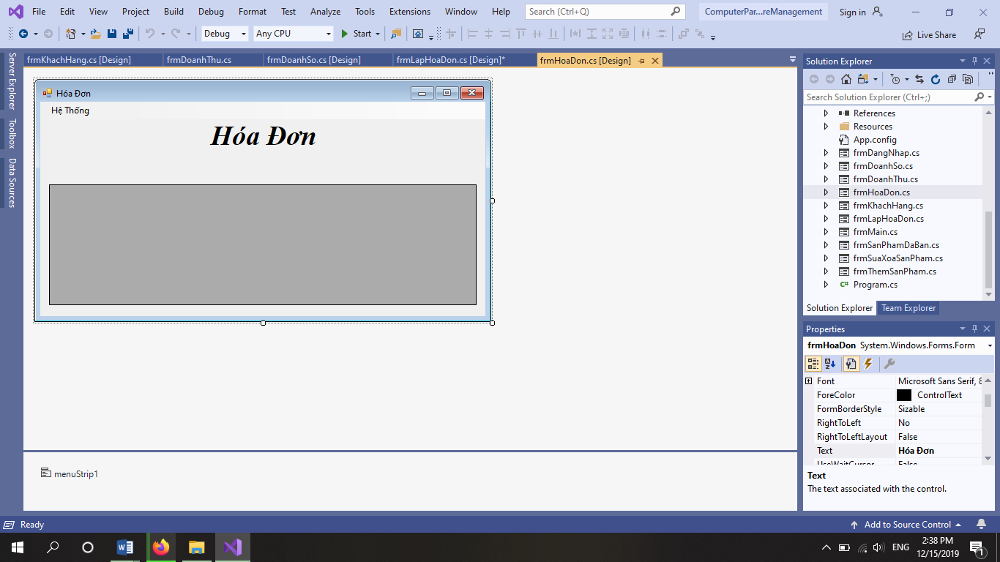 File Edit View Project Build Debug Format Test Analyze Tools Extensions Window Help Search (Ctrl+Q) ComputerPar...reManagement Sign in
Debug Any CPU Start Live Share
frmKhachHang.cs [Design] frmDoanhThu.cs frmDoanhSo.cs [Design] frmLapHoaDon.cs [Design]* frmHoaDon.cs [Design]
Server Explorer
Toolbox
Data Sources
Hóa Đơn
Hệ Thống
Hóa Đơn
menuStrip1
Solution Explorer
Search Solution Explorer (Ctrl+;)
References
Resources
App.config
frmDangNhap.cs
frmDoanhSo.cs
frmDoanhThu.cs
frmHoaDon.cs
frmKhachHang.cs
frmLapHoaDon.cs
frmMain.cs
frmSanPhamDaBan.cs
frmSuaXoaSanPham.cs
frmThemSanPham.cs
C# Program.cs
Solution Explorer Team Explorer
Properties
frmHoaDon System.Windows.Forms.Form
Font Microsoft Sans Serif, 8
ForeColor ControlText
FormBorderStyle Sizable
RightToLeft No
RightToLeftLayout False
Text Hóa Đơn
UseWaitCursor False
Text
The text associated with the control.
Ready Add to Source Control
ENG 2:38 PM
12/15/2019
1